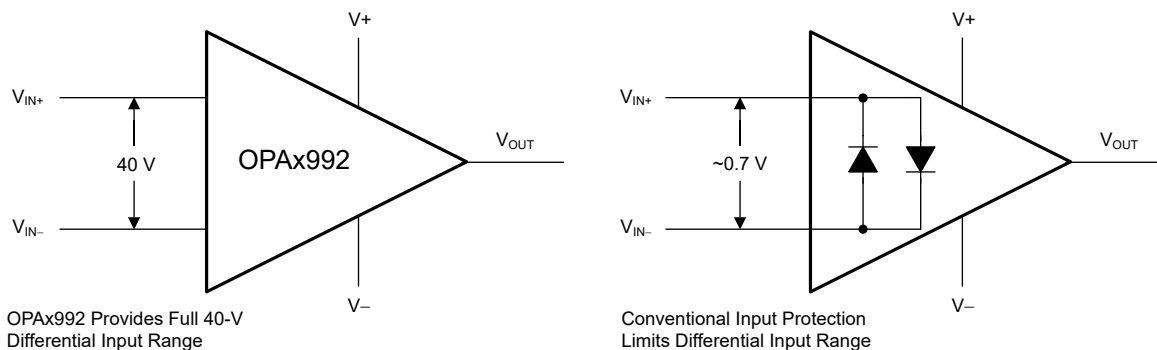 V+
V+
VIN+
VIN+
40 V
OPAx992
VOUT
~0.7 V
VOUT
VIN–
VIN–
V–
V–
OPAx992 Provides Full 40-V
Differential Input Range
Conventional Input Protection
Limits Differential Input Range